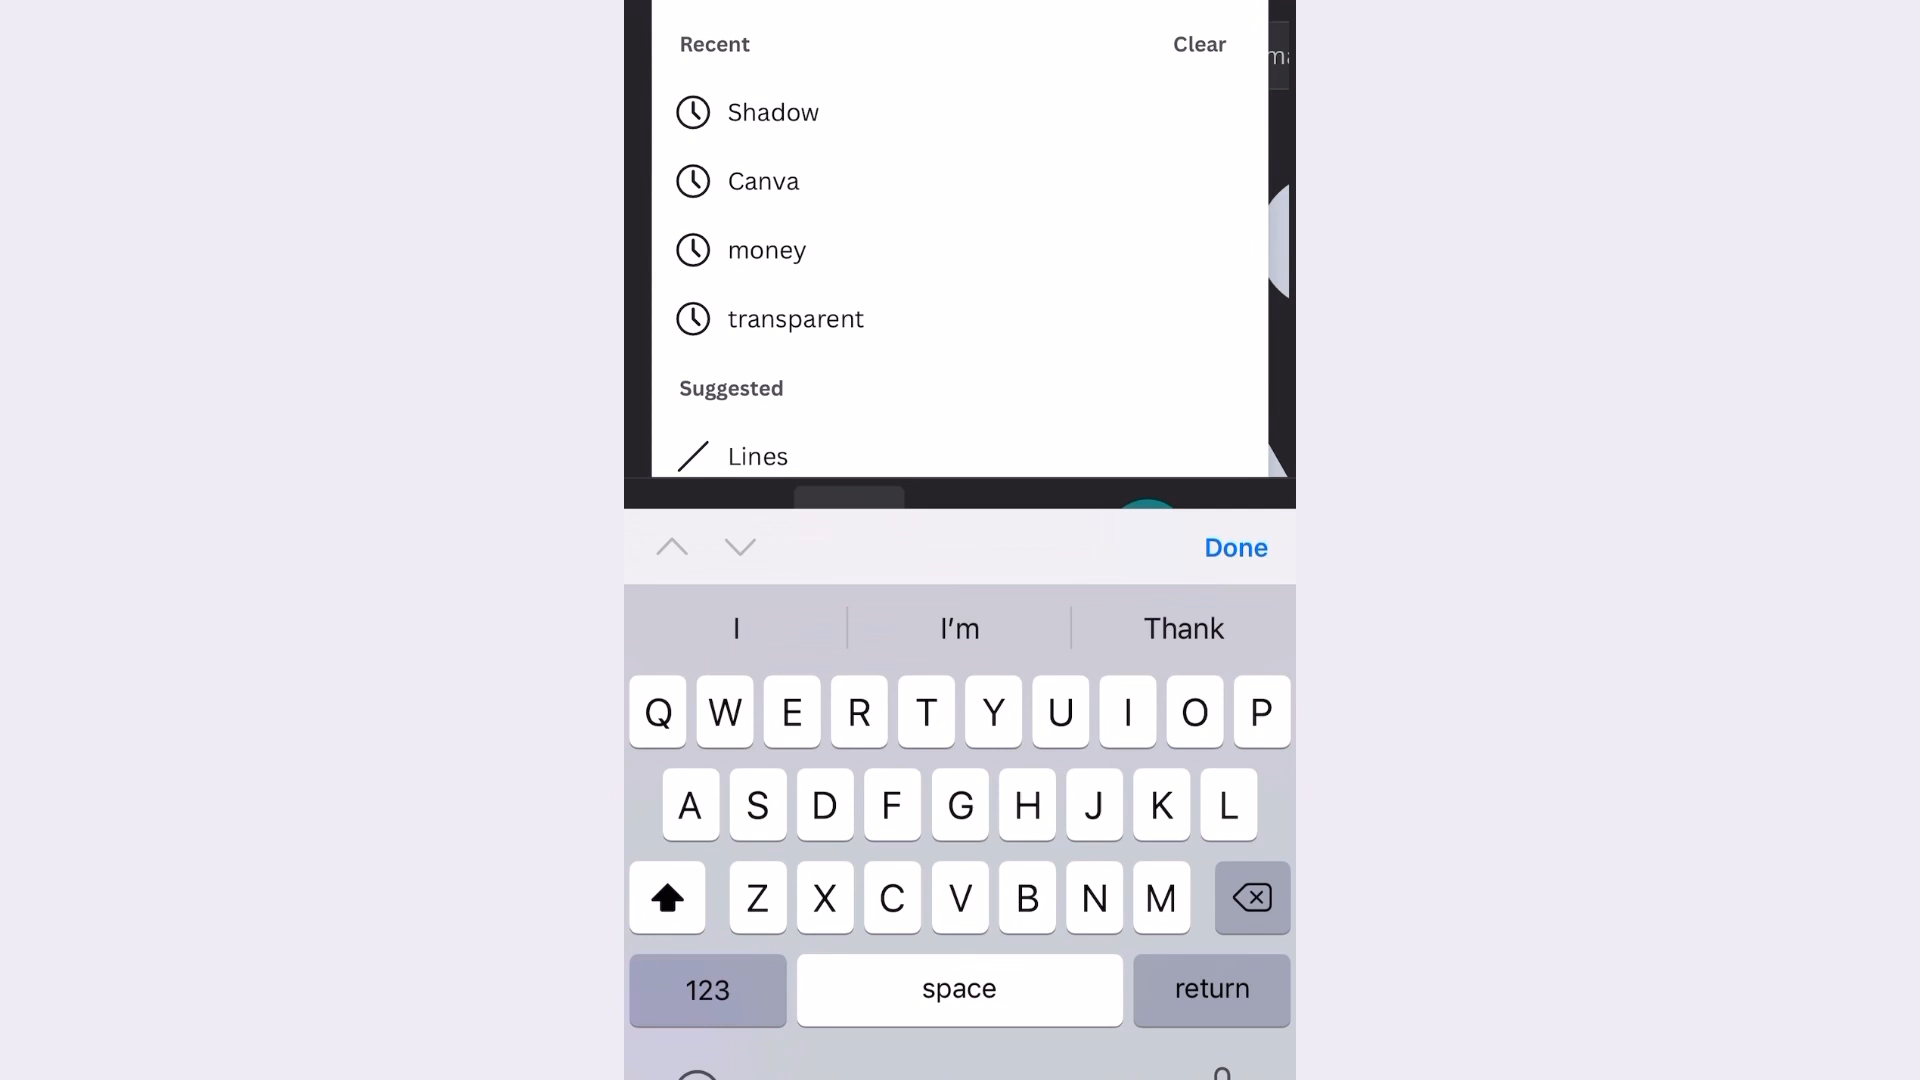 Recent Clear
Shadow
Canva
money
transparent
Suggested
Lines
Done
I I'm Thank
Q W E R T Y U I O P
A S D F G H J K L
Z X C V B N M
123 space return